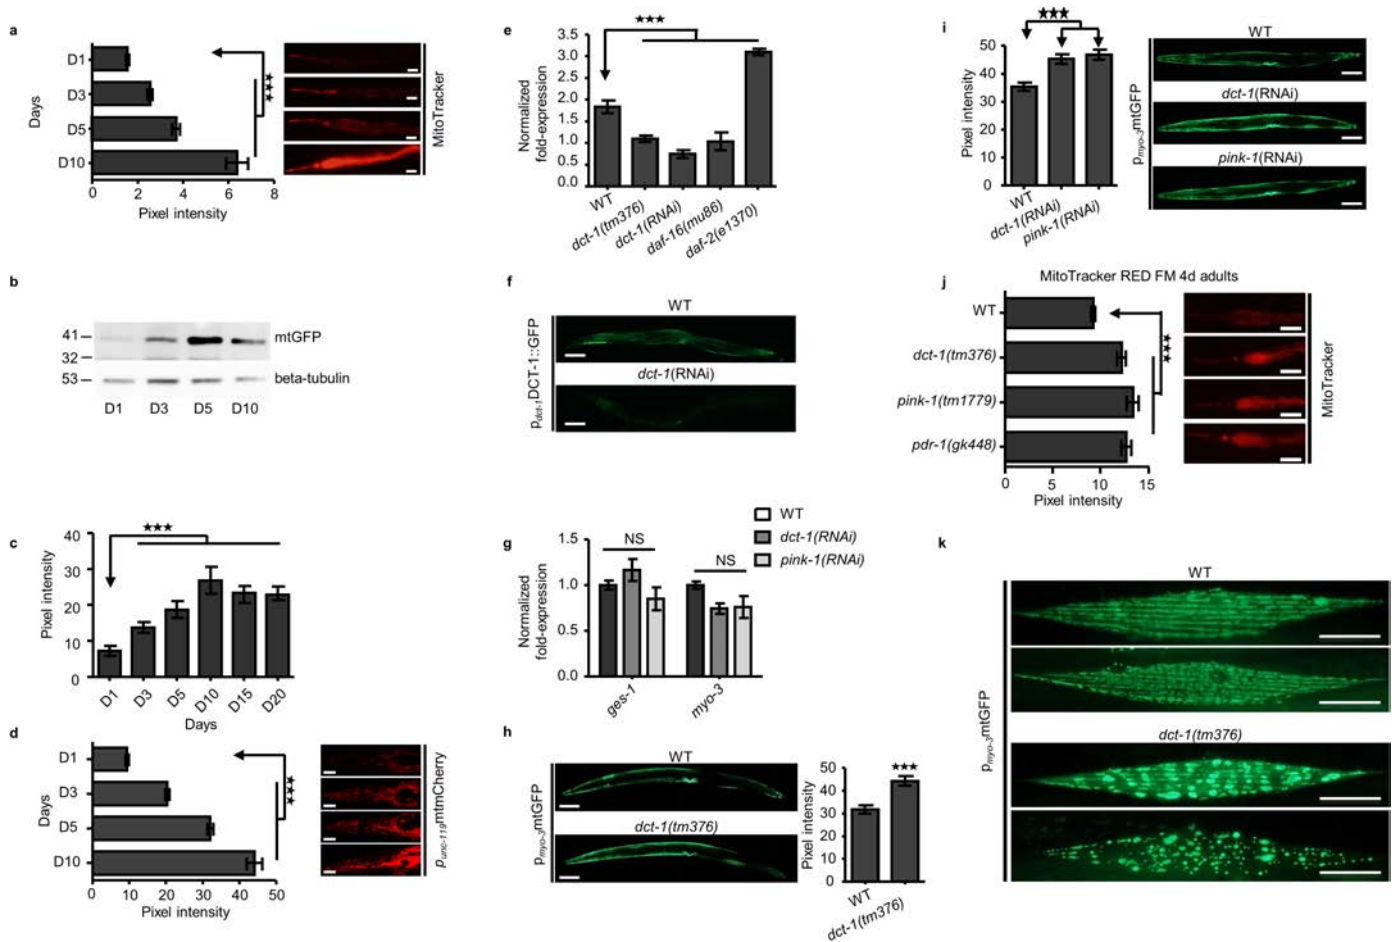 a
D1
D3
D5
D10
Days
0 2 4 6 8
Pixel intensity
★★★
MitoTracker
b
41
32
53
mtGFP
beta-tubulin
D1 D3 D5 D10
c
★★★
40
30
20
10
0
Pixel intensity
D1 D3 D5 D10 D15 D20
Days
d
D1
D3
D5
D10
Days
0 10 20 30 40 50
Pixel intensity
★★★
punc-119mtmCherry
e
★★★
3.5
3.0
2.5
2.0
1.5
1.0
0.5
0.0
Normalized
fold-expression
WT
dct-1(tm376)
dct-1(RNAi)
daf-16(mu86)
daf-2(e1370)
f
WT
dct-1(RNAi)
pdct-1DCT-1::GFP
g
WT
dct-1(RNAi)
pink-1(RNAi)
1.5
1.0
0.5
0.0
Normalized
fold-expression
NS
NS
ges-1
myo-3
h
WT
dct-1(tm376)
pmyo-3mtGFP
50
40
30
20
10
0
Pixel intensity
★★★
WT
dct-1(tm376)
i
★★★
50
40
30
20
10
0
Pixel intensity
WT
dct-1(RNAi)
pink-1(RNAi)
WT
dct-1(RNAi)
pink-1(RNAi)
pmyo-3mtGFP
j
MitoTracker RED FM 4d adults
WT
dct-1(tm376)
pink-1(tm1779)
pdr-1(gk448)
0 5 10 15
Pixel intensity
★★★
MitoTracker
k
WT
dct-1(tm376)
pmyo-3mtGFP